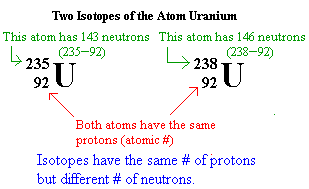 Two Isotopes of the Atom Uranium
This atom has 143 neutrons
(235−92)
235
92
U
This atom has 146 neutrons
(238−92)
238
92
U
Both atoms have the same
protons (atomic #)
Isotopes have the same # of protons
but different # of neutrons.